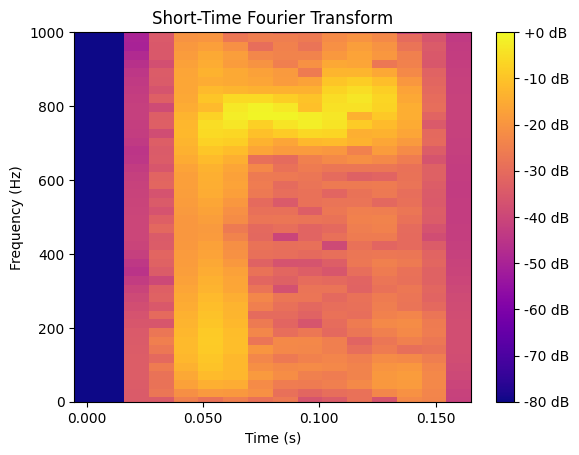 Short-Time Fourier Transform
1000
800
600
400
200
0
Frequency (Hz)
0.000
0.050
0.100
0.150
Time (s)
+0 dB
-10 dB
-20 dB
-30 dB
-40 dB
-50 dB
-60 dB
-70 dB
-80 dB